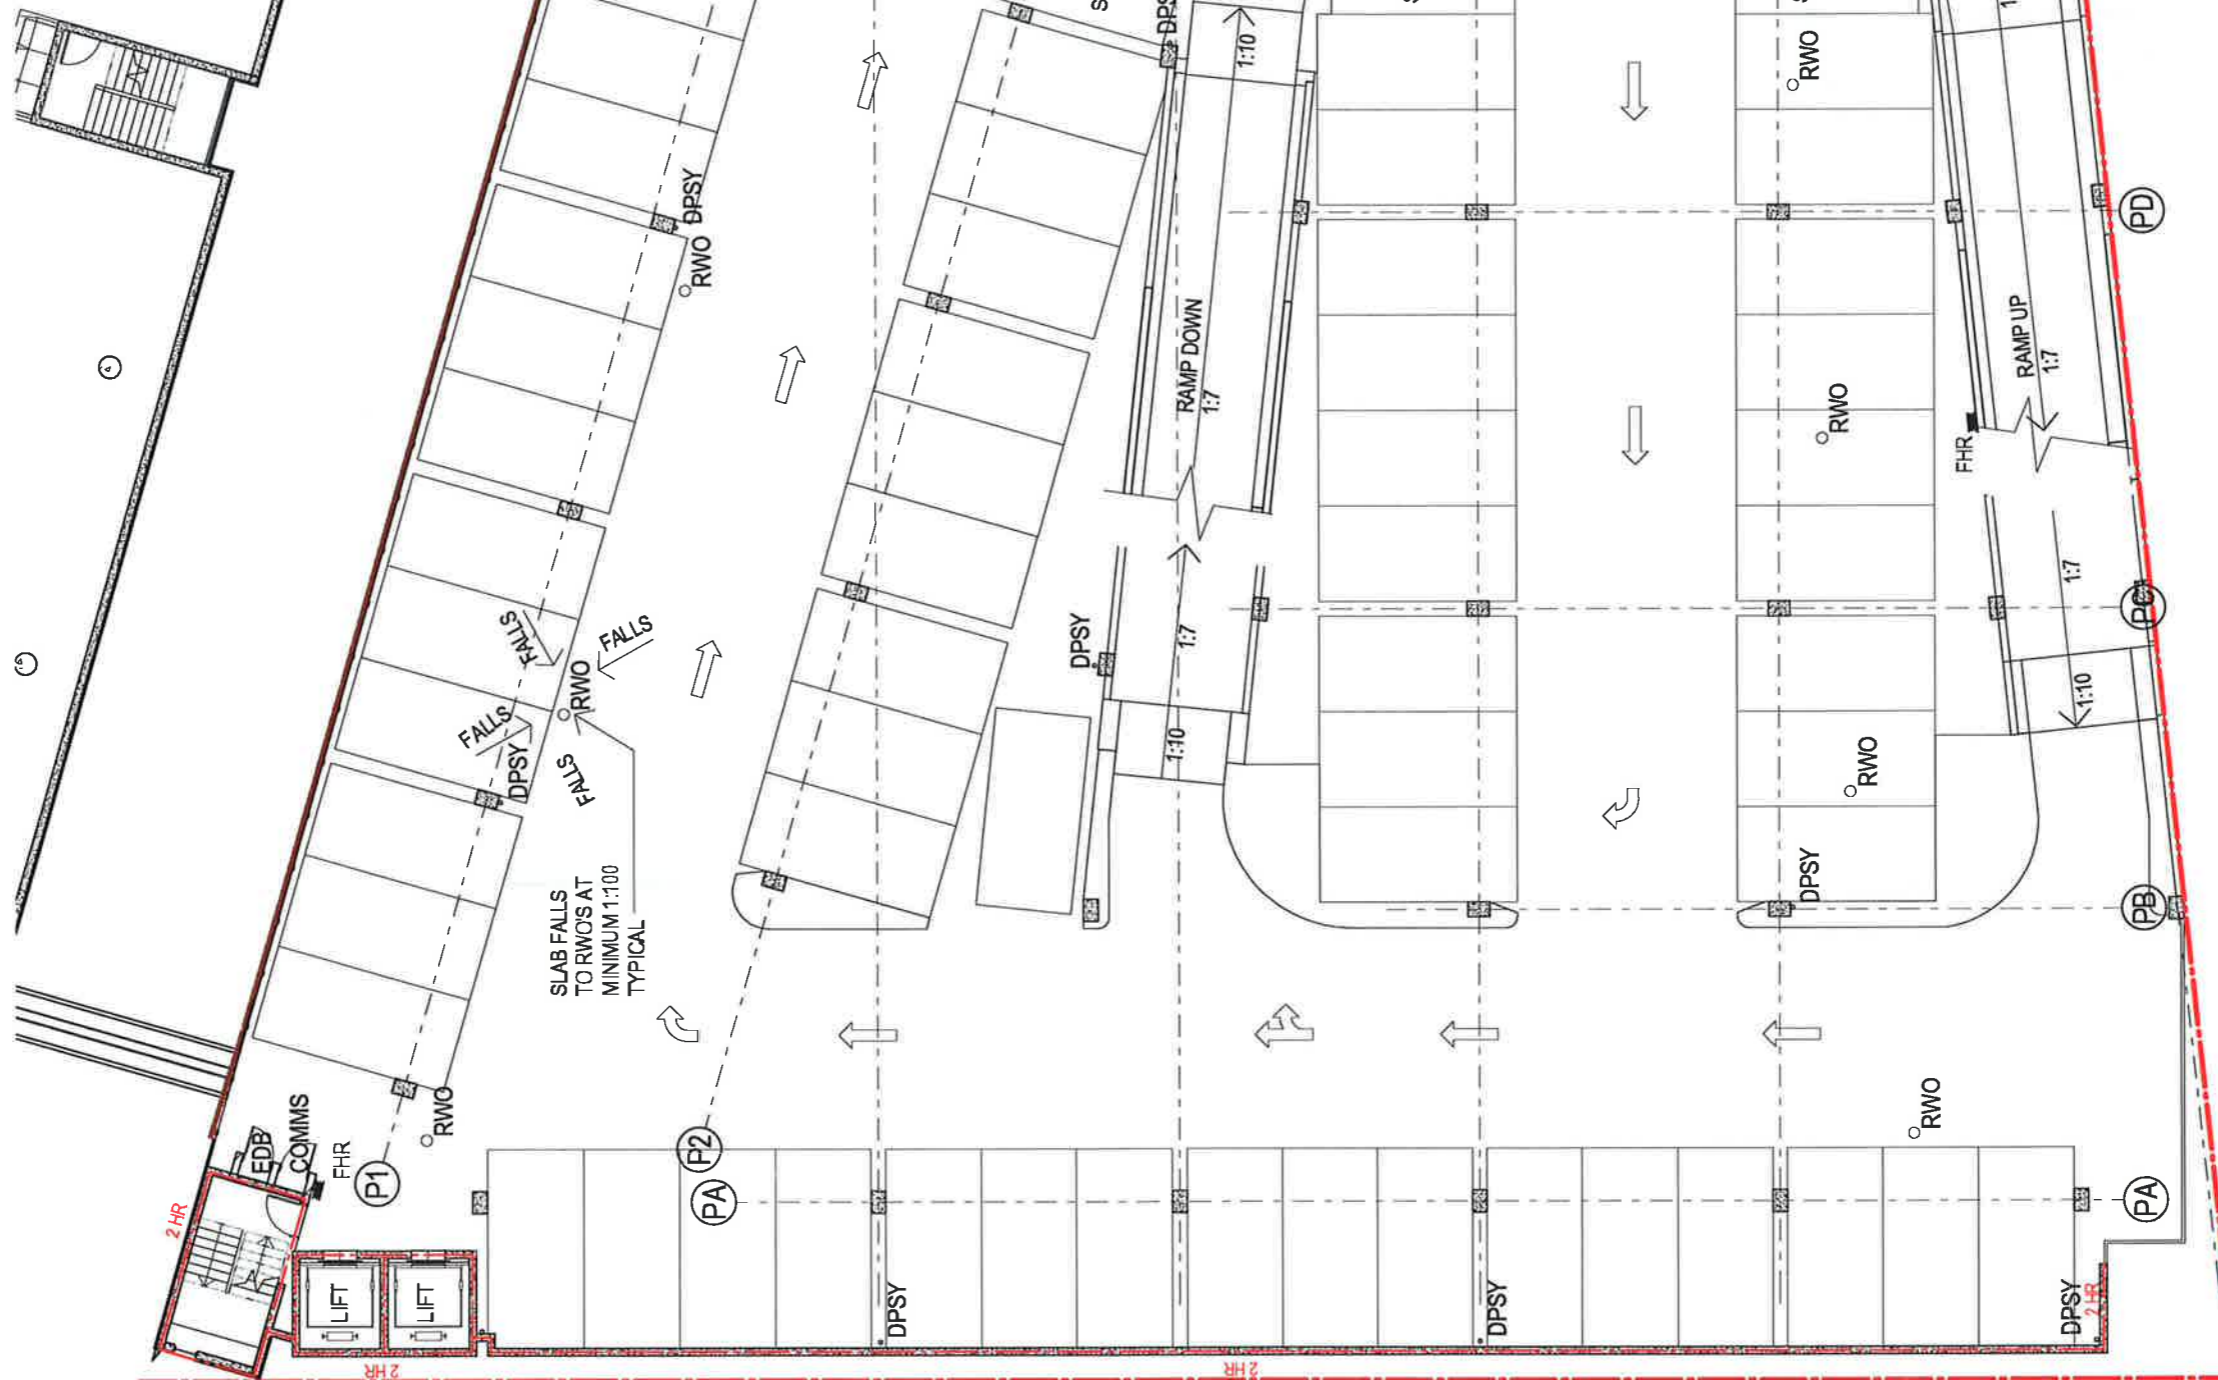 DPSY
1:10
RWO
DPSY
RWO
PD
RAMP DOWN
1:7
RAMP UP
1:7
RWO
FHR
FALLS
FALLS
RWO
FALLS
DPSY
FALLS
DPSY
1:7
1:7
PC
1:10
1:10
RWO
SLAB FALLS
TO RWO'S AT
MINIMUM 1:100
TYPICAL
DPSY
PB
RWO
RWO
EDB
COMMS
FHR
P1
P2
PA
PA
2 HR
LIFT
LIFT
DPSY
DPSY
DPSY
2 HR
2 HR
2 HR